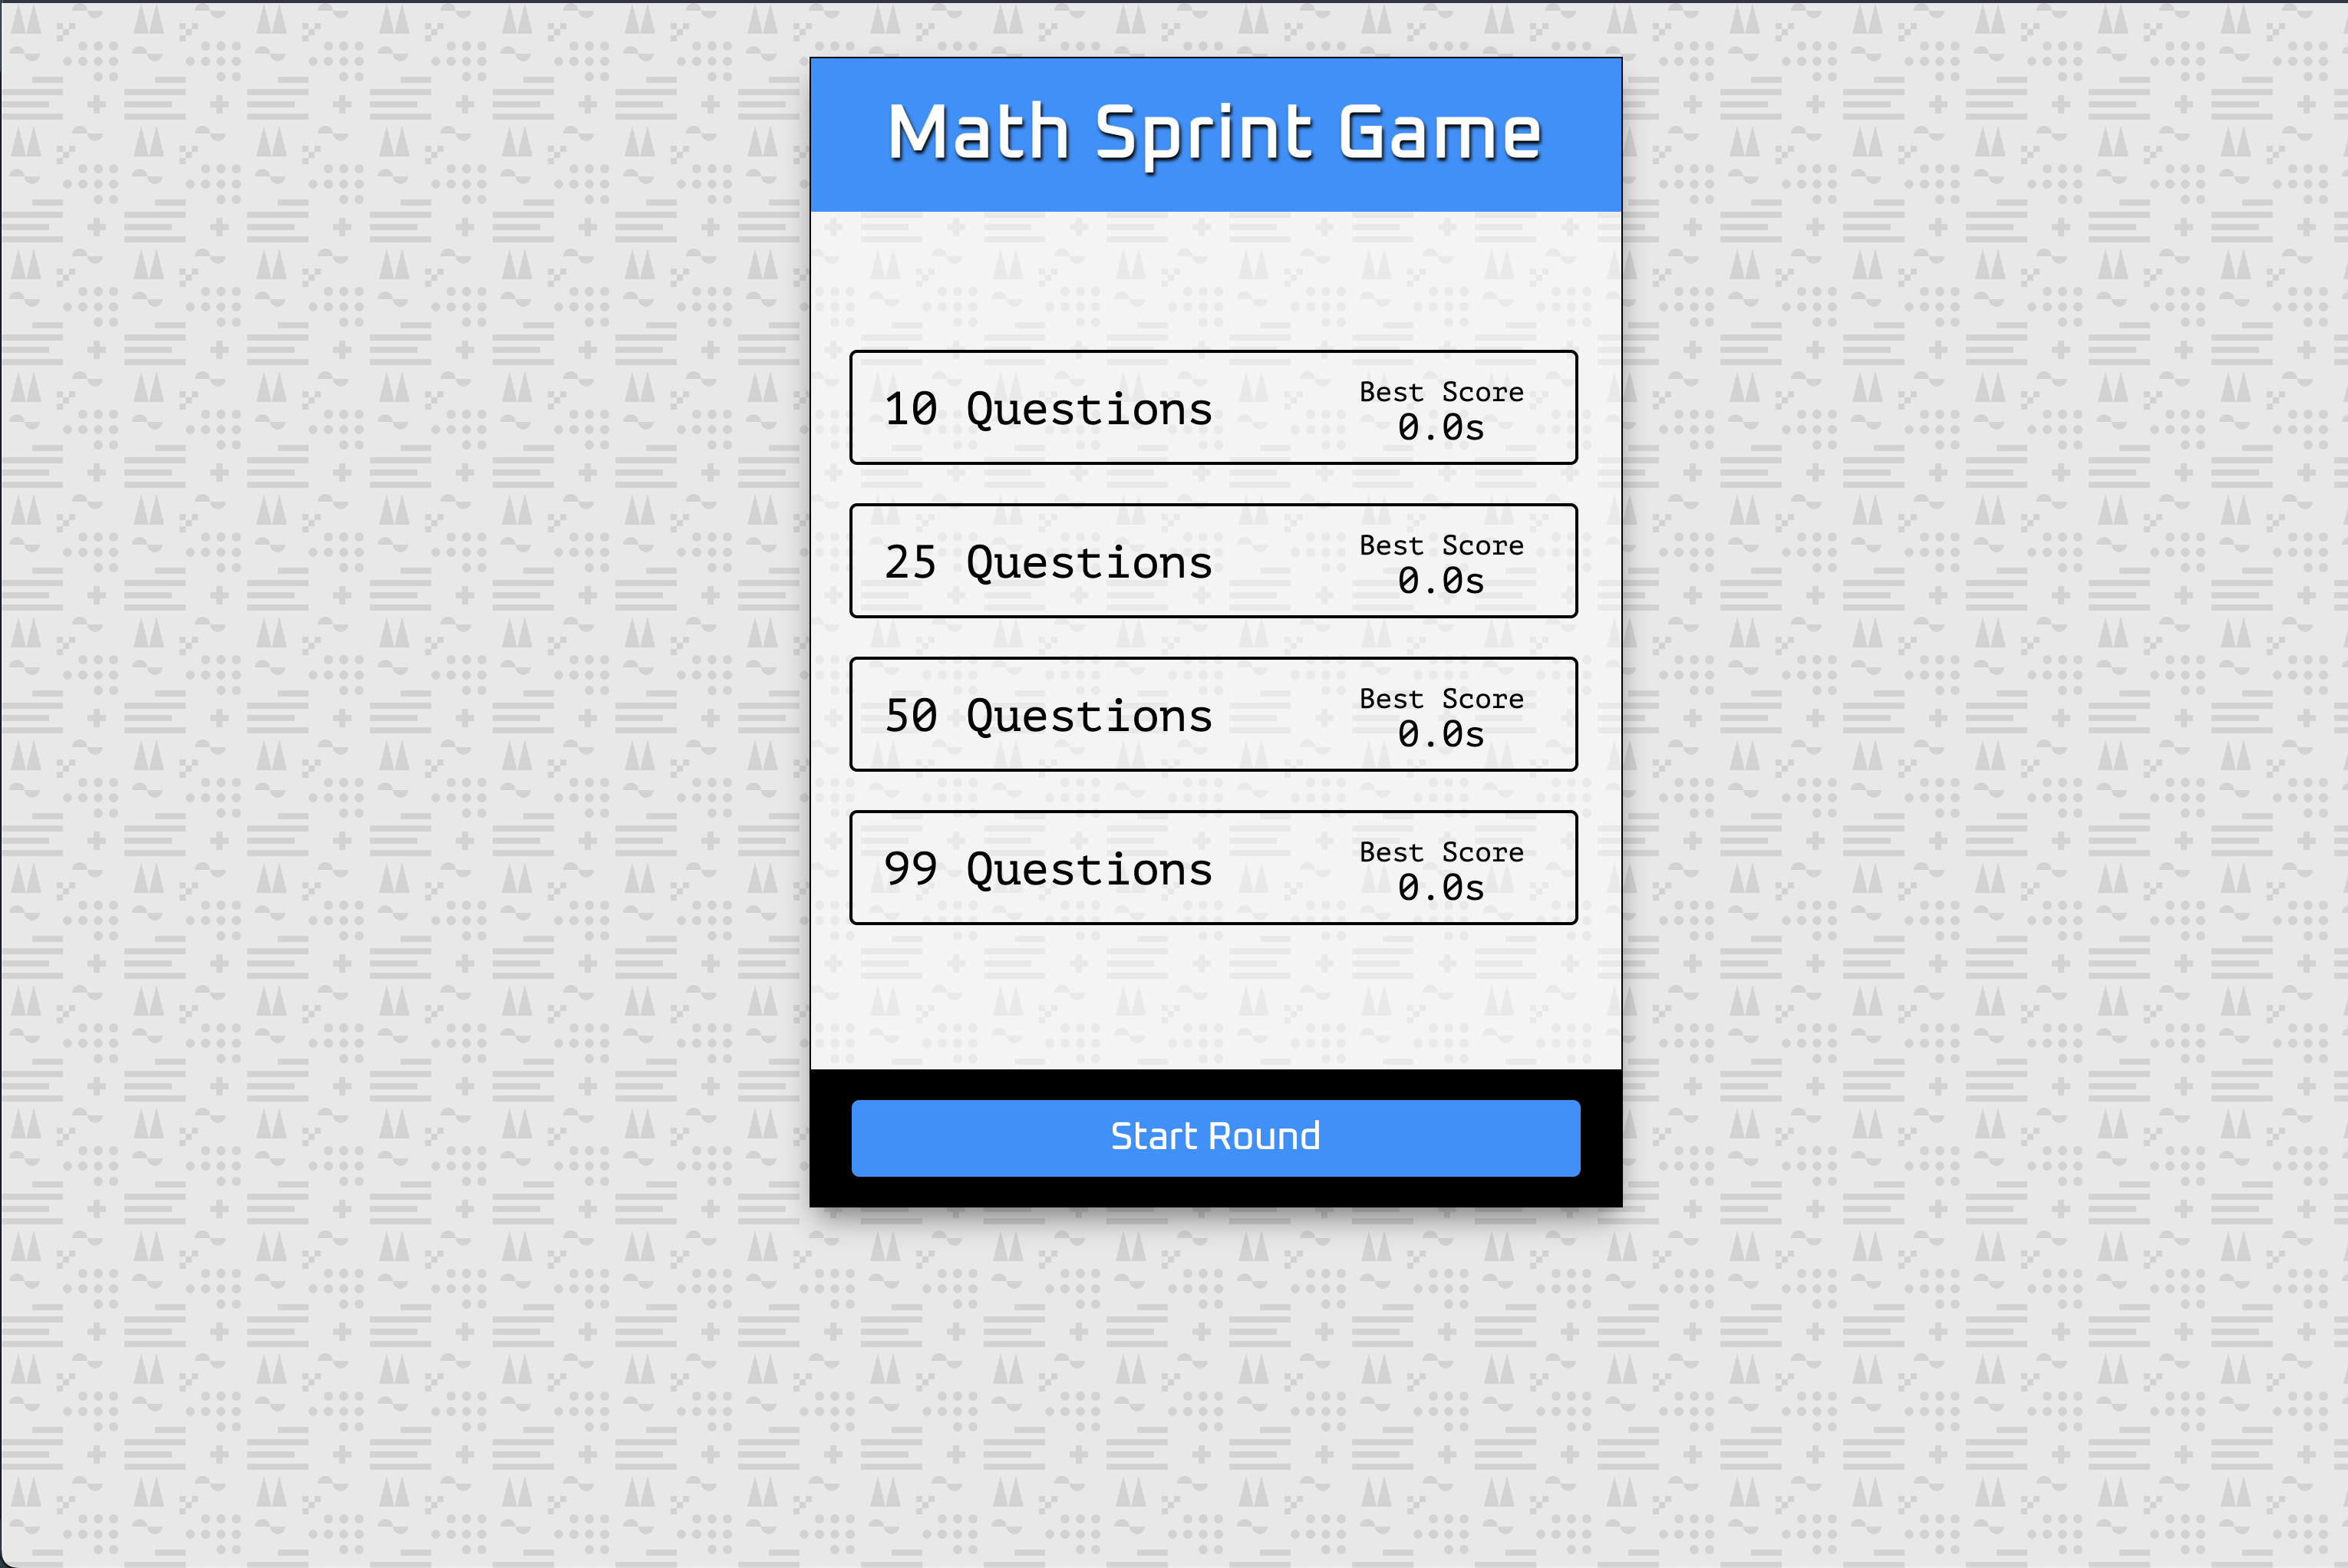 Math Sprint Game
10 Questions
Best Score
0.0s
25 Questions
Best Score
0.0s
50 Questions
Best Score
0.0s
99 Questions
Best Score
0.0s
Start Round